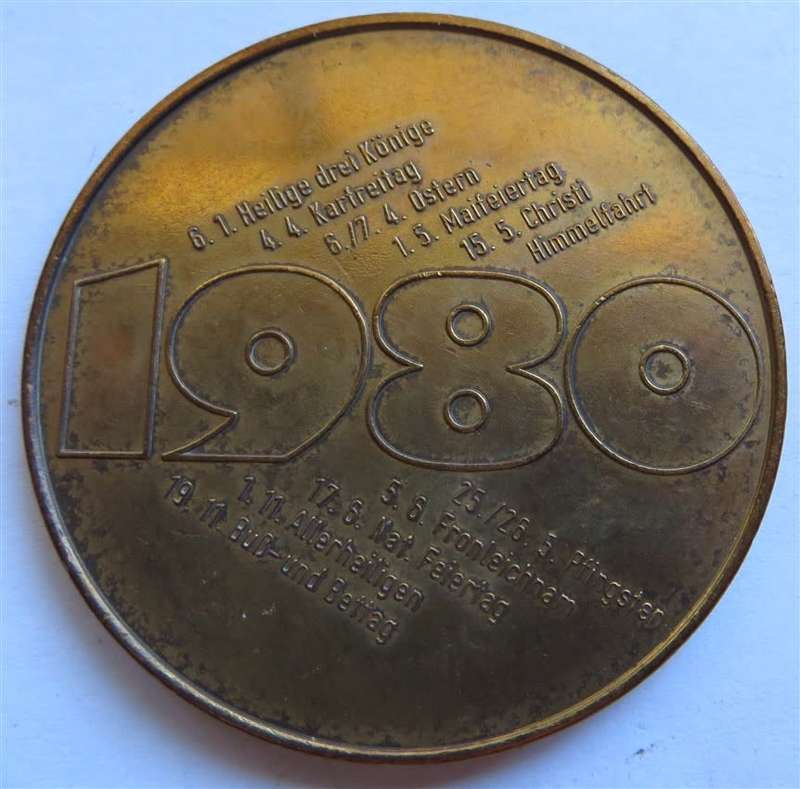 6. 1. Heilige drei Könige
4. 4. Karfreitag
6./7. 4. Ostern
1. 5. Maifeiertag
15. 5. Christi
Himmelfahrt
1980
25./26. 5. Pfingsten
5. 6. Fronleichnam
17. 6. Nat. Feiertag
1. 11. Allerheiligen
19. 11. Buß- und Bettag